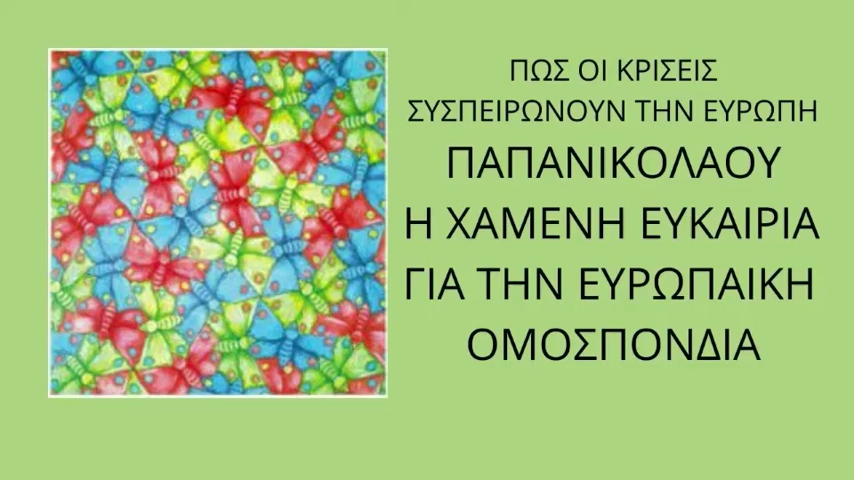 ΠΩΣ ΟΙ ΚΡΙΣΕΙΣ
ΣΥΣΠΕΙΡΩΝΟΥΝ ΤΗΝ ΕΥΡΩΠΗ
ΠΑΠΑΝΙΚΟΛΑΟΥ
Η ΧΑΜΕΝΗ ΕΥΚΑΙΡΙΑ
ΓΙΑ ΤΗΝ ΕΥΡΩΠΑΙΚΗ
ΟΜΟΣΠΟΝΔΙΑ